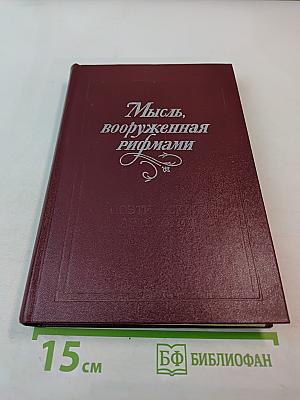 Мысль,
вооруженная
рифмами
15 см
БФ БИБЛИОФАН